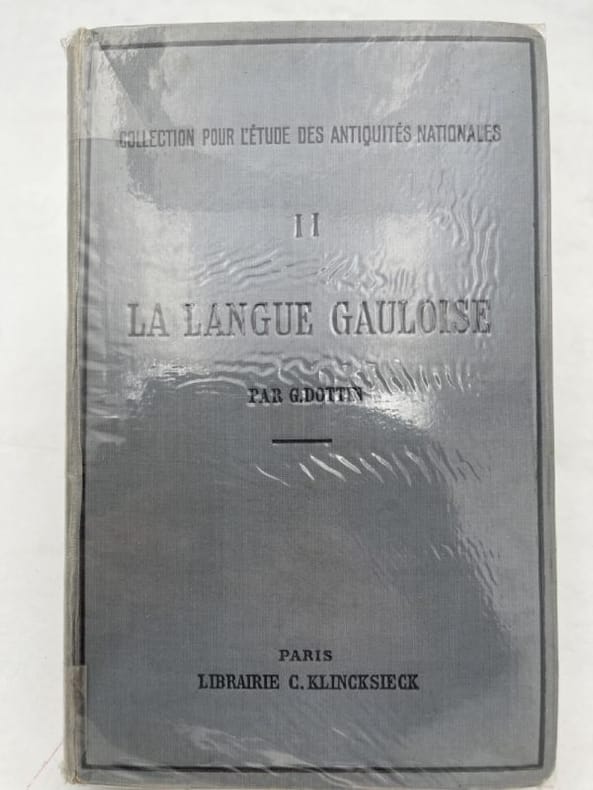 COLLECTION POUR L'ÉTUDE DES ANTIQUITÉS NATIONALES
II
LA LANGUE GAULOISE
PAR G. DOTTIN
PARIS
LIBRAIRIE C. KLINCKSIECK